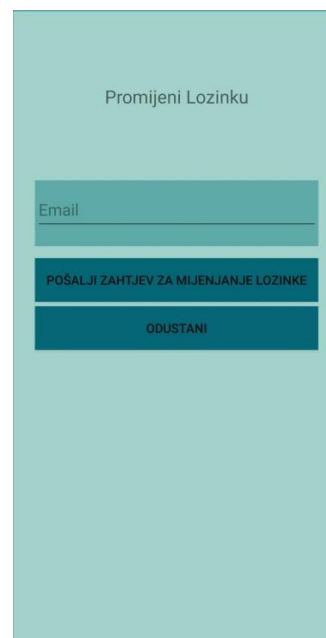 Promijeni Lozinku
Email
POŠALJI ZAHTJEV ZA MIJENJANJE LOZINKE
ODUSTANI